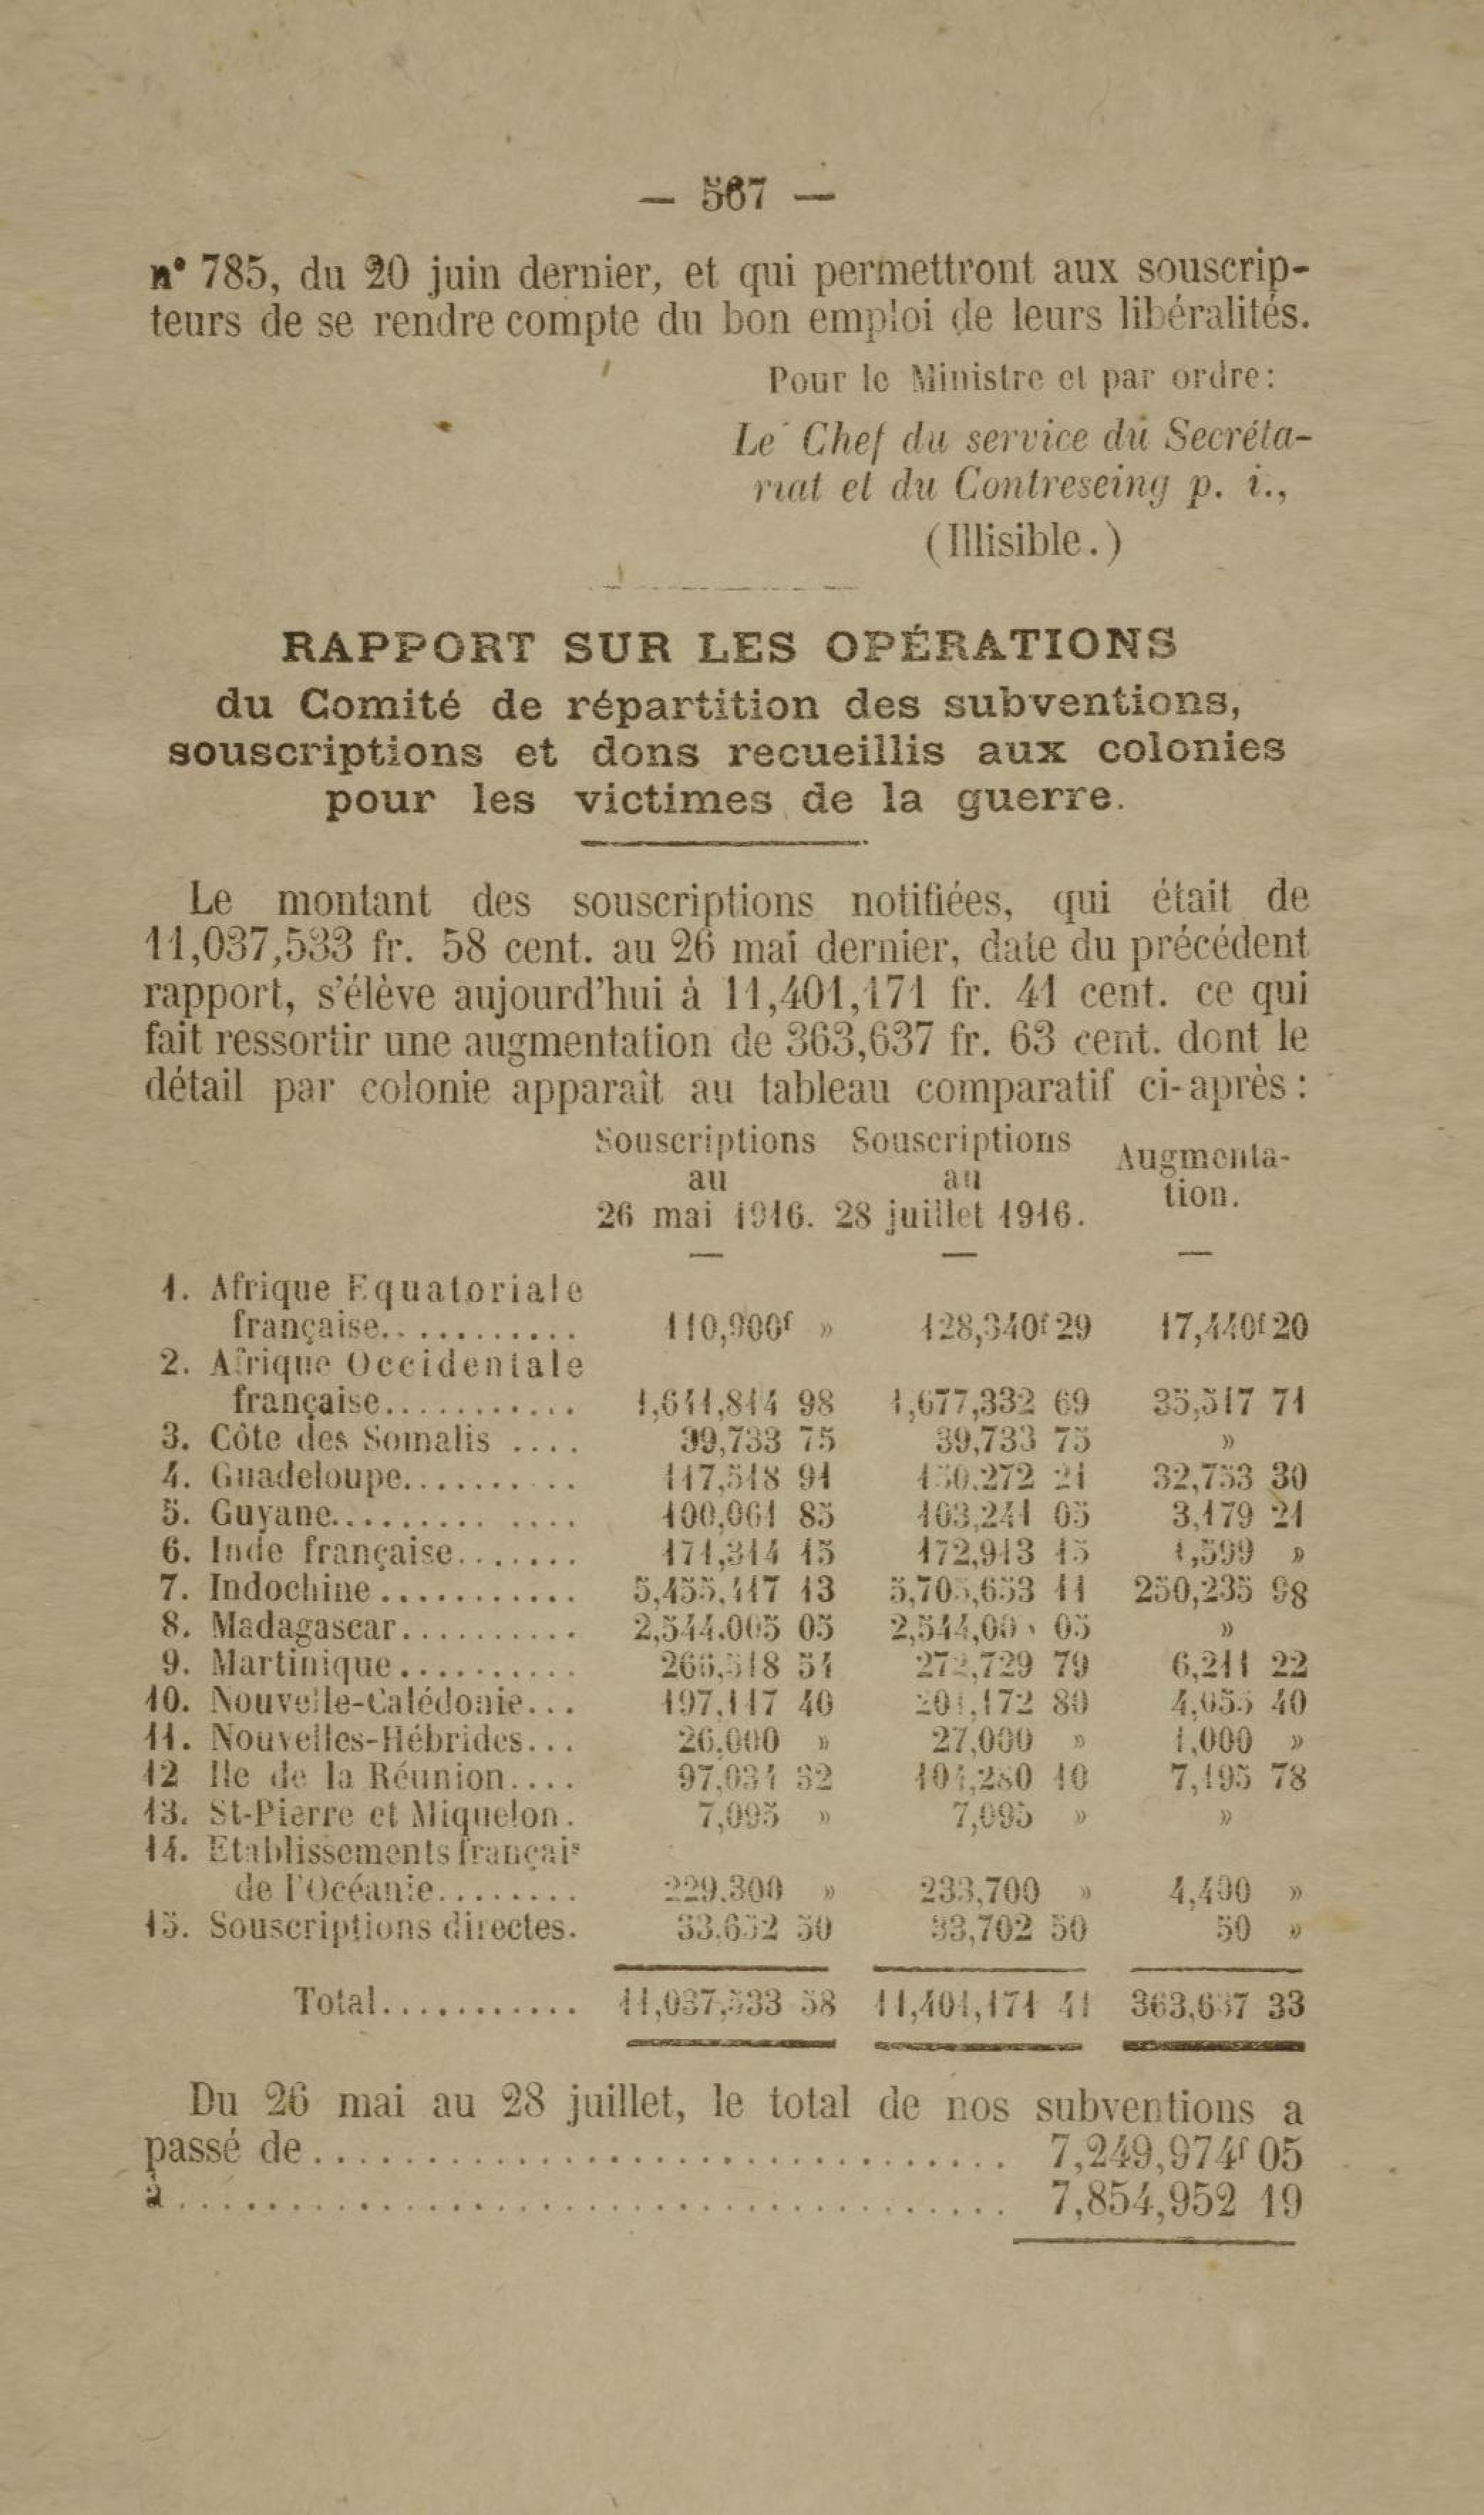 — 567 —
n° 785, du 20 juin dernier, et qui permettront aux souscrip-
teurs de se rendre compte du bon emploi de leurs libéralités.
Pour le Ministre et par ordre:
Le Chef du service du Secréta-
riat et du Contreseing p. i.,
(Illisible.)
RAPPORT SUR LES OPÉRATIONS
du Comité de répartition des subventions,
souscriptions et dons recueillis aux colonies
pour les victimes de la guerre.
Le montant des souscriptions notifiées, qui était de
11,037,533 fr. 58 cent. au 26 mai dernier, date du précédent
rapport, s'élève aujourd'hui à 11,401,171 fr. 41 cent. ce qui
fait ressortir une augmentation de 363,637 fr. 63 cent. dont le
détail par colonie apparaît au tableau comparatif ci-après :
Souscriptions Souscriptions Augmenta-
au au tion.
26 mai 1916. 28 juillet 1916.
— — —
1. Afrique Equatoriale
française............ 110,900f » 128,340f 29 17,440f 20
2. Afrique Occidentale
française........... 1,641,814 98 1,677,332 69 35,517 71
3. Côte des Somalis .... 39,733 75 39,733 75 »
4. Guadeloupe.......... 117,518 91 150.272 21 32,753 30
5. Guyane............. 100,061 85 103,241 05 3,179 21
6. Inde française....... 171,314 15 172,913 15 1,599 »
7. Indochine........... 5,455,417 13 5,705,653 11 250,235 98
8. Madagascar.......... 2,544.005 05 2,544,005 05 »
9. Martinique.......... 266,518 54 272,729 79 6,211 22
10. Nouvelle-Calédonie... 197,117 40 201,172 80 4,055 40
11. Nouvelles-Hébrides... 26,000 » 27,000 » 1,000 »
12 Ile de la Réunion.... 97,034 32 104,280 10 7,195 78
13. St-Pierre et Miquelon. 7,095 » 7,095 » »
14. Etablissements français
de l'Océanie........ 229.300 » 233,700 » 4,400 »
15. Souscriptions directes. 33.652 50 33,702 50 50 »
Total............ 11,037,533 58 11,401,171 41 363,637 33
Du 26 mai au 28 juillet, le total de nos subventions a
passé de................................ 7,249,974f 05
à...................................... 7,854,952 19